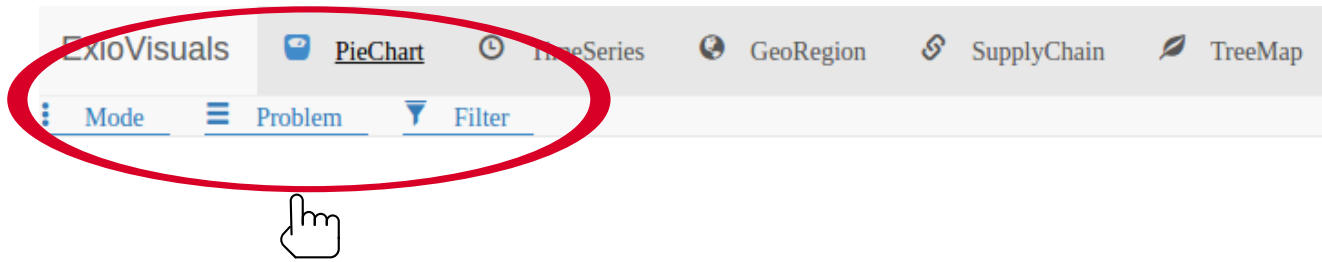 ExioVisuals PieChart TimeSeries GeoRegion SupplyChain TreeMap
Mode Problem Filter